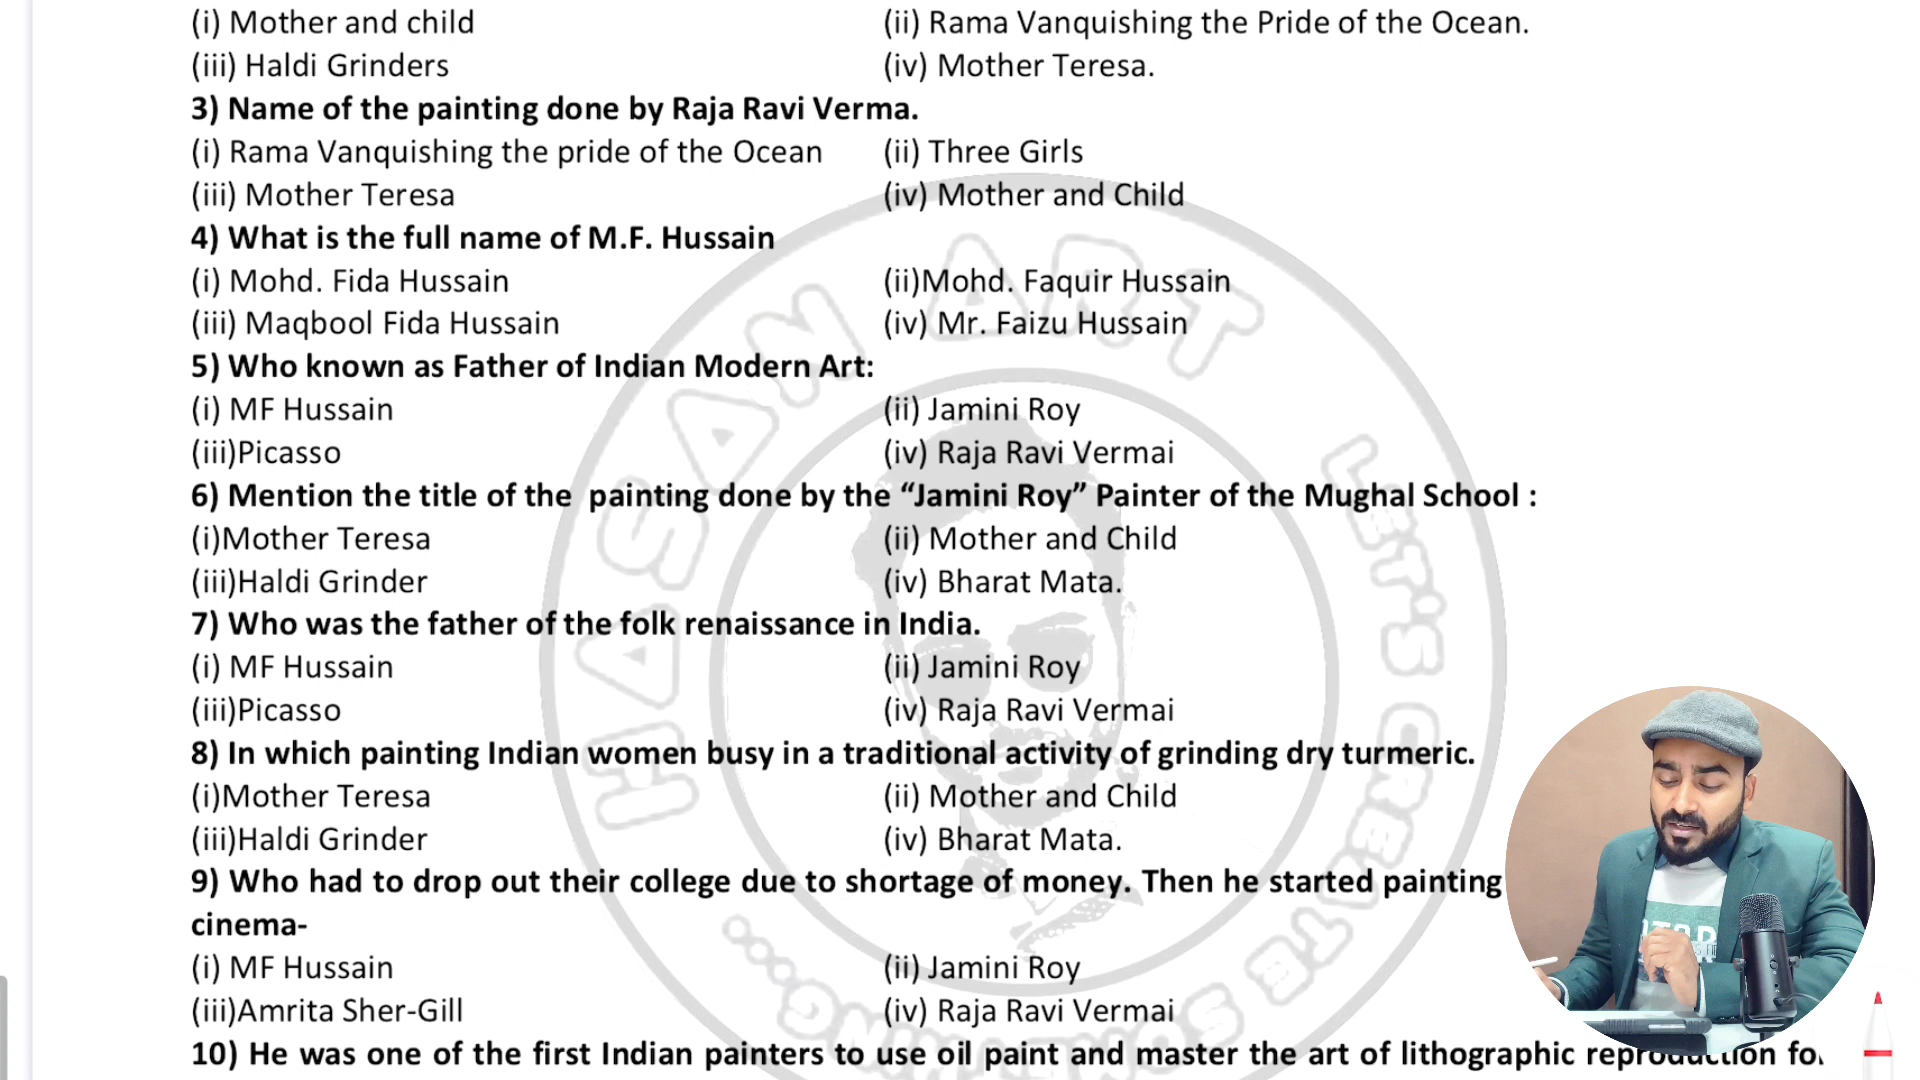 (i) Mother and child (ii) Rama Vanquishing the Pride of the Ocean.
(iii) Haldi Grinders (iv) Mother Teresa.
3) Name of the painting done by Raja Ravi Verma.
(i) Rama Vanquishing the pride of the Ocean (ii) Three Girls
(iii) Mother Teresa (iv) Mother and Child
4) What is the full name of M.F. Hussain
(i) Mohd. Fida Hussain (ii)Mohd. Faquir Hussain
(iii) Maqbool Fida Hussain (iv) Mr. Faizu Hussain
5) Who known as Father of Indian Modern Art:
(i) MF Hussain (ii) Jamini Roy
(iii)Picasso (iv) Raja Ravi Vermai
6) Mention the title of the painting done by the “Jamini Roy” Painter of the Mughal School :
(i)Mother Teresa (ii) Mother and Child
(iii)Haldi Grinder (iv) Bharat Mata.
7) Who was the father of the folk renaissance in India.
(i) MF Hussain (ii) Jamini Roy
(iii)Picasso (iv) Raja Ravi Vermai
8) In which painting Indian women busy in a traditional activity of grinding dry turmeric.
(i)Mother Teresa (ii) Mother and Child
(iii)Haldi Grinder (iv) Bharat Mata.
9) Who had to drop out their college due to shortage of money. Then he started painting
cinema-
(i) MF Hussain (ii) Jamini Roy
(iii)Amrita Sher-Gill (iv) Raja Ravi Vermai
10) He was one of the first Indian painters to use oil paint and master the art of lithographic reproduction
HASAN ART
LET'S CREATE SOMETHING...